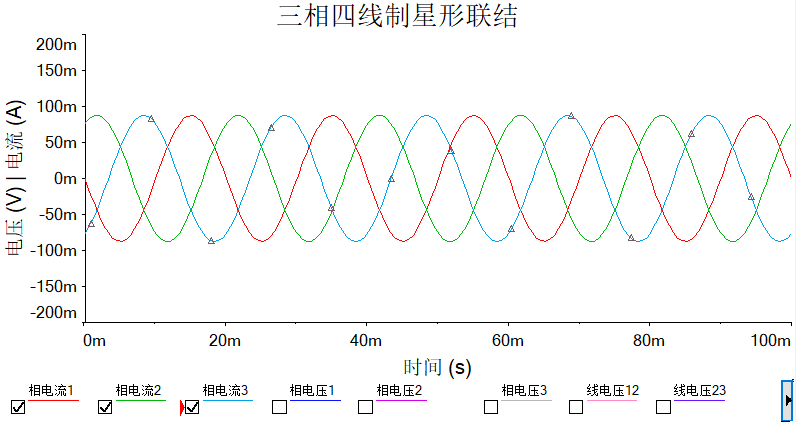 三相四线制星形联结
200m
150m
100m
50m
0m
-50m
-100m
-150m
-200m
电压 (V) | 电流 (A)
0m 20m 40m 60m 80m 100m
时间 (s)
相电流1 相电流2 相电流3 相电压1 相电压2 相电压3 线电压12 线电压23